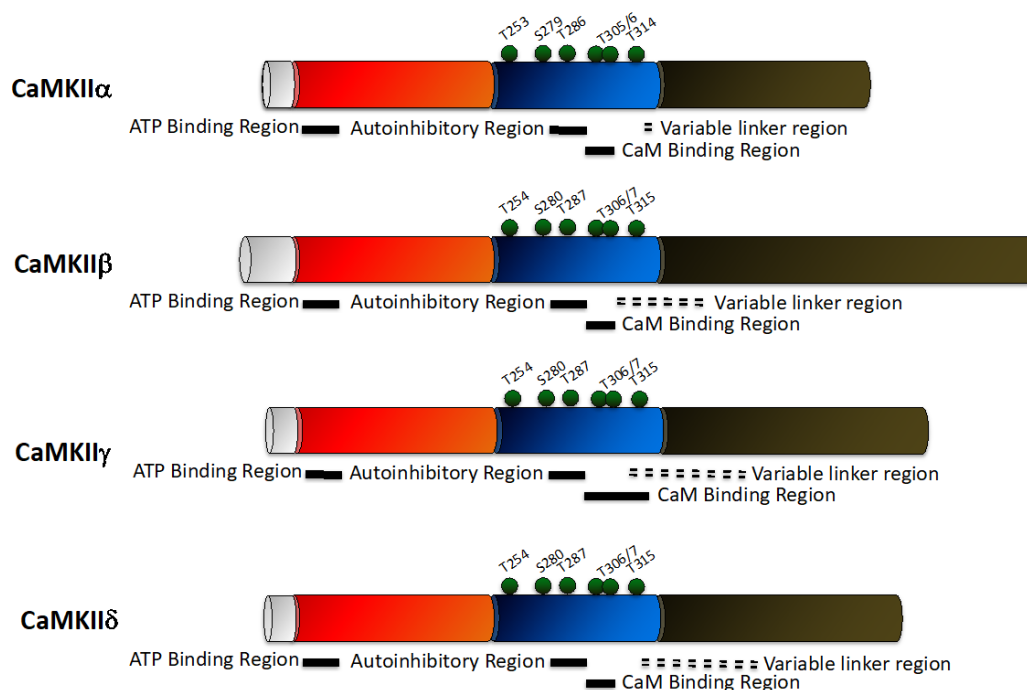 T253 S279 T286 T305/6 T314
CaMKIIα
ATP Binding Region Autoinhibitory Region Variable linker region
CaM Binding Region
T254 S280 T287 T306/7 T315
CaMKIIβ
ATP Binding Region Autoinhibitory Region Variable linker region
CaM Binding Region
T254 S280 T287 T306/7 T315
CaMKIIγ
ATP Binding Region Autoinhibitory Region Variable linker region
CaM Binding Region
T254 S280 T287 T306/7 T315
CaMKIIδ
ATP Binding Region Autoinhibitory Region Variable linker region
CaM Binding Region